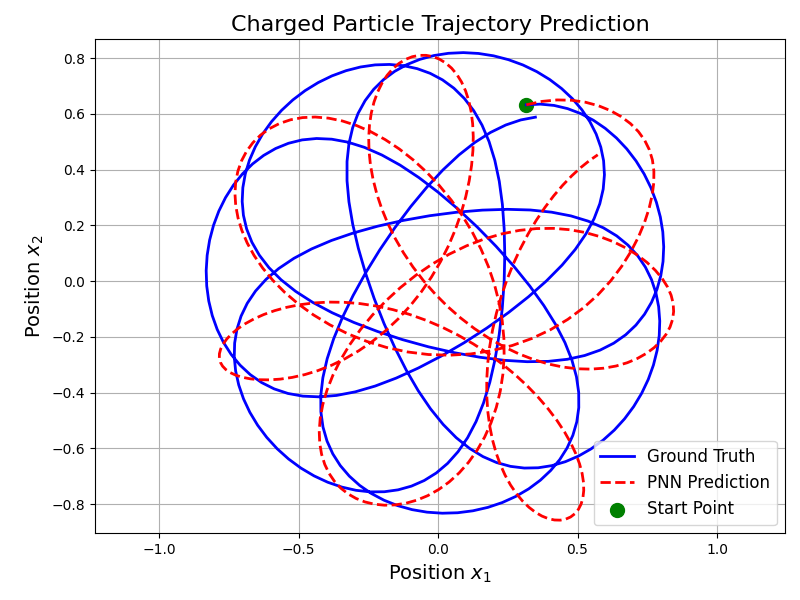 Charged Particle Trajectory Prediction
Position x₂
0.8
0.6
0.4
0.2
0.0
−0.2
−0.4
−0.6
−0.8
−1.0
−0.5
0.0
0.5
1.0
Position x₁
Ground Truth
PNN Prediction
Start Point